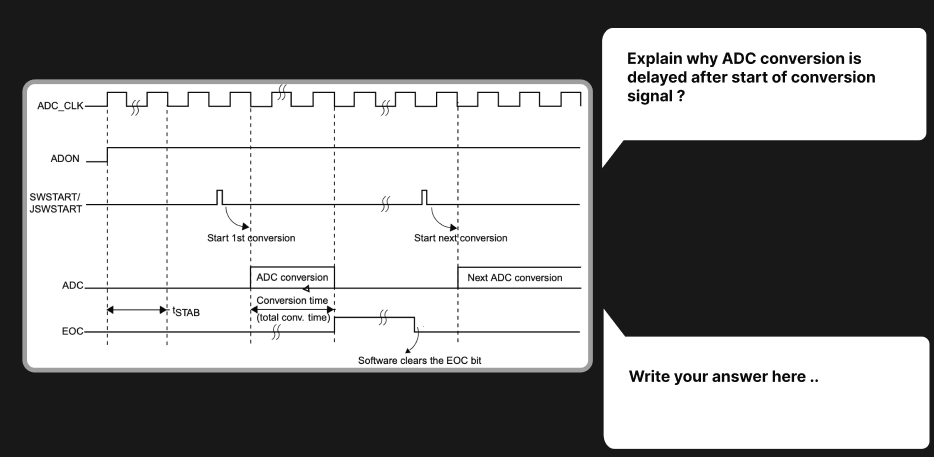 Explain why ADC conversion is
delayed after start of conversion
signal ?
ADC_CLK
ADON
SWSTART/
JSWSTART
Start 1st conversion
Start next conversion
ADC
ADC conversion
Next ADC conversion
Conversion time
tSTAB
(total conv. time)
EOC
Software clears the EOC bit
Write your answer here ..